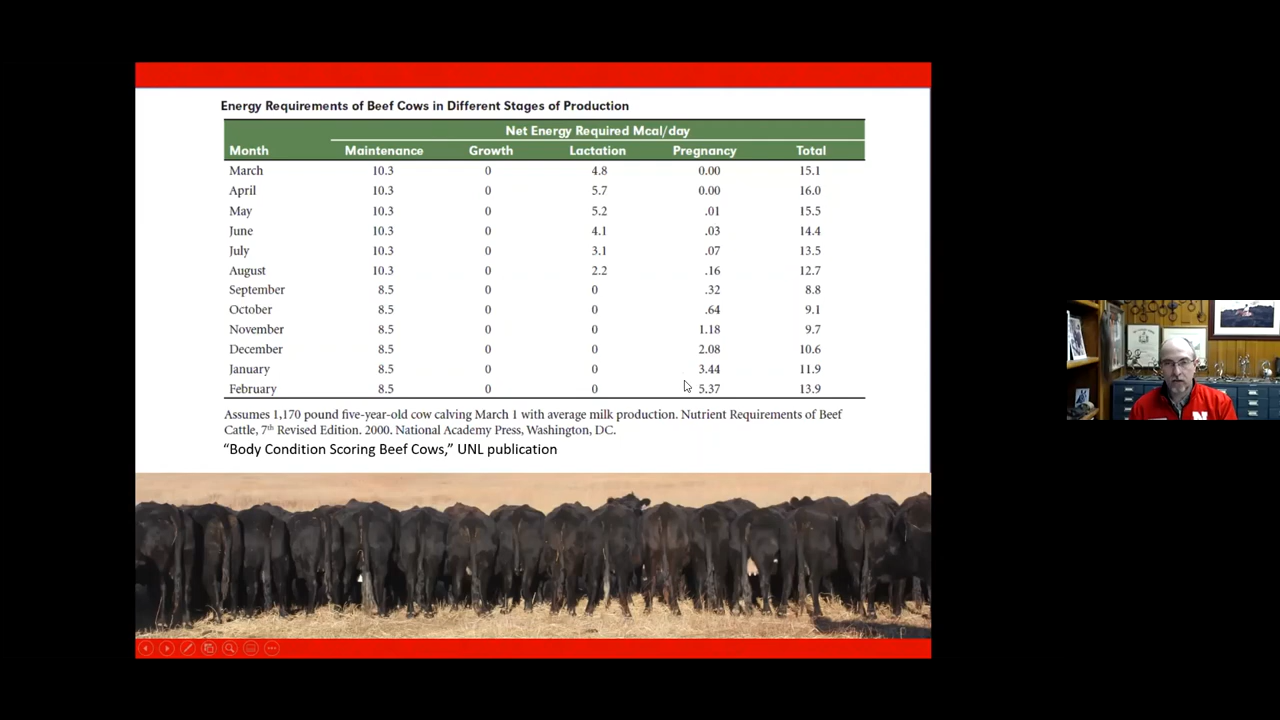 Energy Requirements of Beef Cows in Different Stages of Production
Net Energy Required Mcal/day
Month Maintenance Growth Lactation Pregnancy Total
March 10.3 0 4.8 0.00 15.1
April 10.3 0 5.7 0.00 16.0
May 10.3 0 5.2 .01 15.5
June 10.3 0 4.1 .03 14.4
July 10.3 0 3.1 .07 13.5
August 10.3 0 2.2 .16 12.7
September 8.5 0 0 .32 8.8
October 8.5 0 0 .64 9.1
November 8.5 0 0 1.18 9.7
December 8.5 0 0 2.08 10.6
January 8.5 0 0 3.44 11.9
February 8.5 0 0 5.37 13.9
Assumes 1,170 pound five-year-old cow calving March 1 with average milk production. Nutrient Requirements of Beef
Cattle, 7th Revised Edition. 2000. National Academy Press, Washington, DC.
“Body Condition Scoring Beef Cows,” UNL publication
N